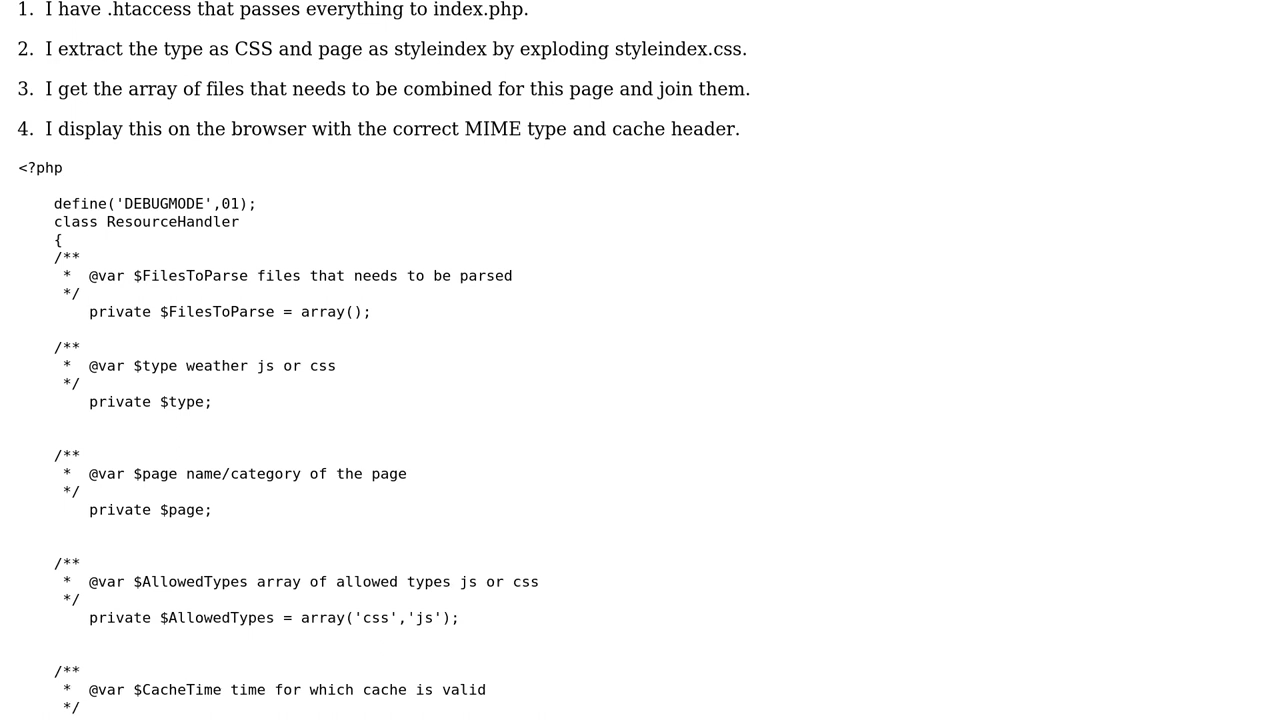 1. I have .htaccess that passes everything to index.php.
2. I extract the type as CSS and page as styleindex by exploding styleindex.css.
3. I get the array of files that needs to be combined for this page and join them.
4. I display this on the browser with the correct MIME type and cache header.
<?php
define('DEBUGMODE',01);
class ResourceHandler
{
/**
 *  @var $FilesToParse files that needs to be parsed
 */
private $FilesToParse = array();
/**
 *  @var $type weather js or css
 */
private $type;
/**
 *  @var $page name/category of the page
 */
private $page;
/**
 *  @var $AllowedTypes array of allowed types js or css
 */
private $AllowedTypes = array('css','js');
/**
 *  @var $CacheTime time for which cache is valid
 */